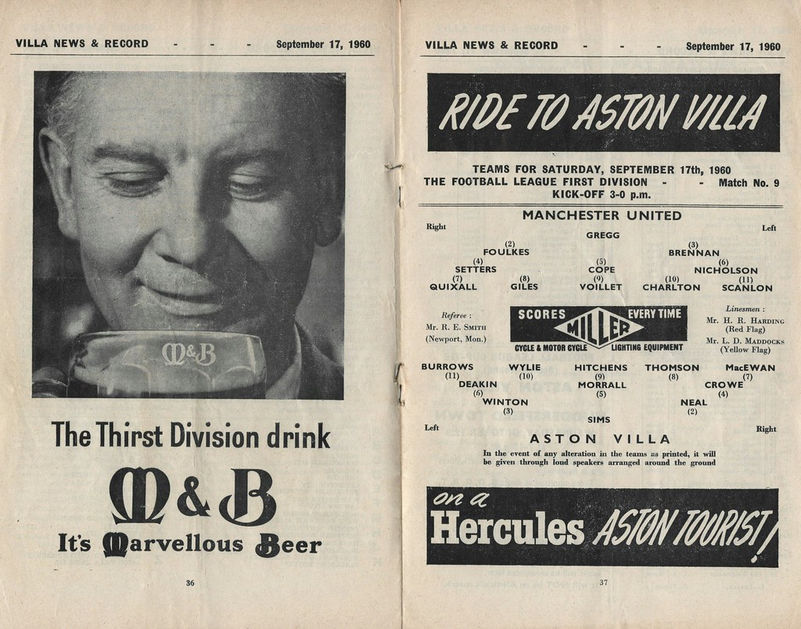 VILLA NEWS & RECORD - - - September 17, 1960
M&B
The Thirst Division drink
M & B
It's Marvellous Beer
36
VILLA NEWS & RECORD - - - September 17, 1960
RIDE TO ASTON VILLA
TEAMS FOR SATURDAY, SEPTEMBER 17th, 1960
THE FOOTBALL LEAGUE FIRST DIVISION - - Match No. 9
KICK-OFF 3-0 p.m.
MANCHESTER UNITED
Right Left
GREGG
(2) (3)
FOULKES BRENNAN
(4) (5) (6)
SETTERS COPE NICHOLSON
(7) (8) (9) (10) (11)
QUIXALL GILES VOILLET CHARLTON SCANLON
Referee :
Mr. R. E. SMITH
(Newport, Mon.)
SCORES EVERY TIME
MILLER
CYCLE & MOTOR CYCLE LIGHTING EQUIPMENT
Linesmen :
Mr. H. R. HARDING
(Red Flag)
Mr. L. D. MADDOCKS
(Yellow Flag)
BURROWS WYLIE HITCHENS THOMSON MacEWAN
(11) (10) (9) (8) (7)
DEAKIN MORRALL CROWE
(6) (5) (4)
WINTON NEAL
(3) (2)
SIMS
Left Right
ASTON VILLA
In the event of any alteration in the teams as printed, it will
be given through loud speakers arranged around the ground
on a
Hercules ASTON TOURIST!
37